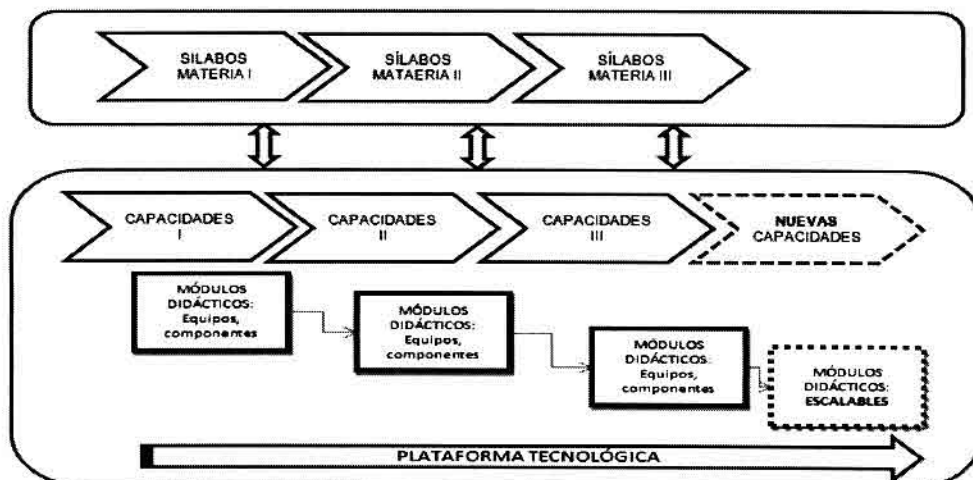 SILABOS
MATERIA I
SÍLABOS
MATAERIA II
SÍLABOS
MATERIA III
CAPACIDADES
I
CAPACIDADES
II
CAPACIDADES
III
NUEVAS
CAPACIDADES
MÓDULOS
DIDÁCTICOS:
Equipos,
componentes
MÓDULOS
DIDÁCTICOS:
Equipos,
componentes
MÓDULOS
DIDÁCTICOS:
Equipos,
componentes
MÓDULOS
DIDÁCTICOS:
ESCALABLES
PLATAFORMA TECNOLÓGICA